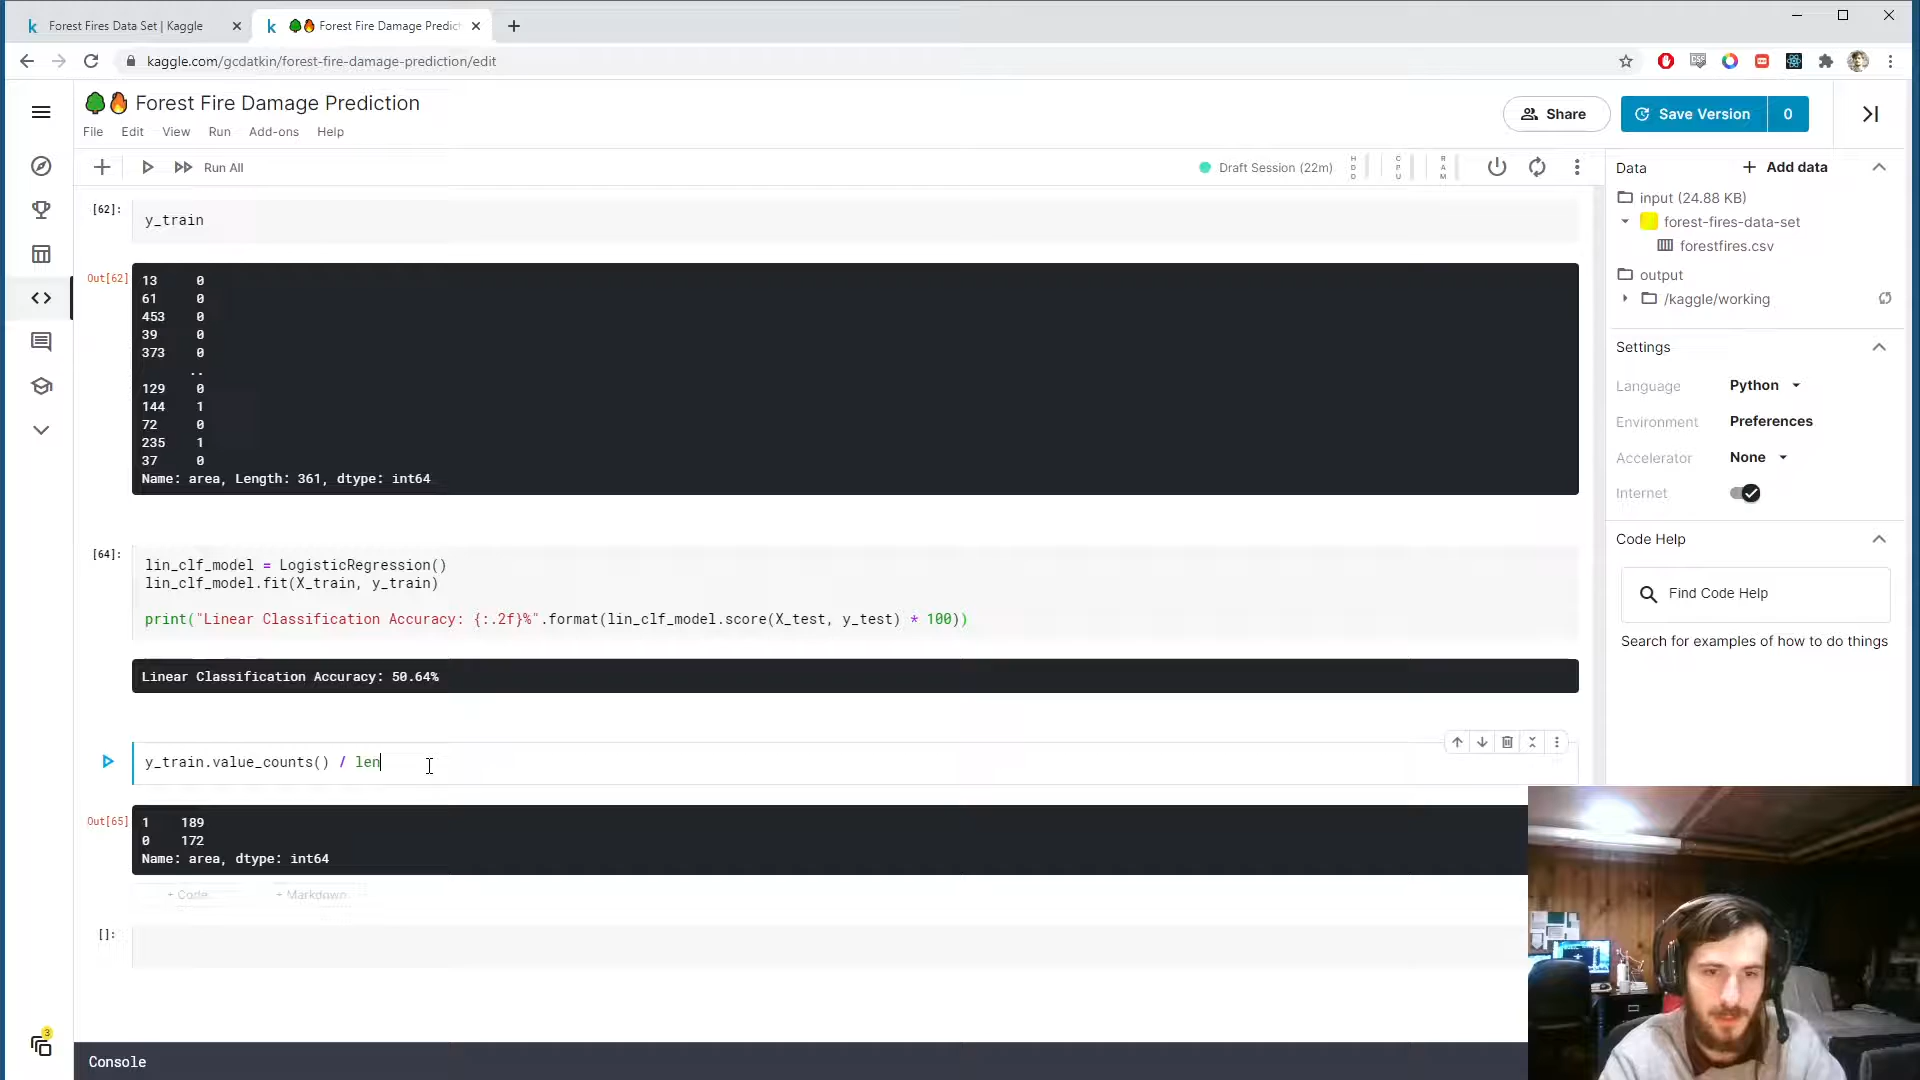 Forest Fires Data Set | Kaggle
Forest Fire Damage Predict
kaggle.com/gcdatkin/forest-fire-damage-prediction/edit
Forest Fire Damage Prediction
File Edit View Run Add-ons Help
Share
Save Version 0
Run All
Draft Session (22m)
HDD
CPU
RAM
[62]:
y_train
Out[62]
13 0
61 0
453 0
39 0
373 0
..
129 0
144 1
72 0
235 1
37 0
Name: area, Length: 361, dtype: int64
[64]:
lin_clf_model = LogisticRegression()
lin_clf_model.fit(X_train, y_train)
print("Linear Classification Accuracy: {:.2f}%".format(lin_clf_model.score(X_test, y_test) * 100))
Linear Classification Accuracy: 50.64%
y_train.value_counts() / len
Out[65]
1 189
0 172
Name: area, dtype: int64
+ Code
+ Markdown
[]:
Console
3
Data
Add data
input (24.88 KB)
forest-fires-data-set
forestfires.csv
output
/kaggle/working
Settings
Language Python
Environment Preferences
Accelerator None
Internet
Code Help
Find Code Help
Search for examples of how to do things